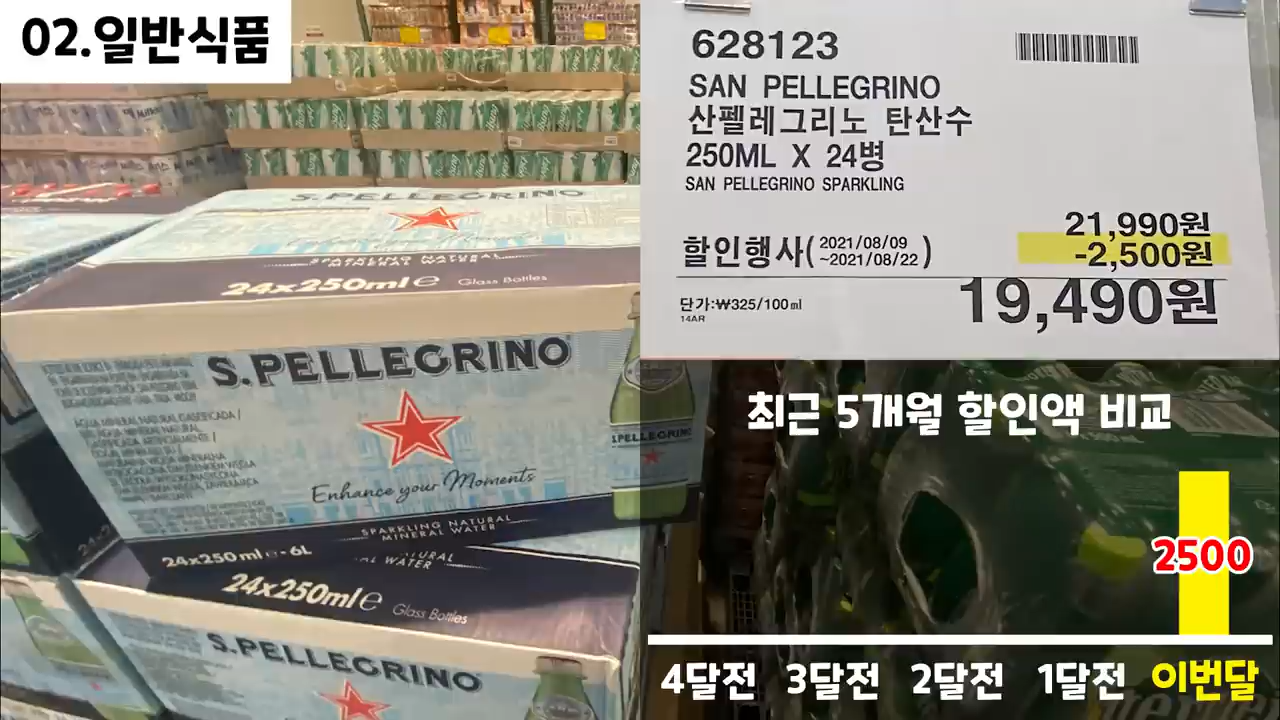 02.일반식품
S.PELLEGRINO
SPARKLING NATURAL
MINERAL WATER
24x250ml e Glass Bottles
S.PELLEGRINO
Enhance your Moments
SPARKLING NATURAL
MINERAL WATER
24x250ml e - 6L
24x250ml e Glass Bottles
S.PELLEGRINO
S.PELLEGRINO
628123
SAN PELLEGRINO
산펠레그리노 탄산수
250ML X 24병
SAN PELLEGRINO SPARKLING
21,990원
할인행사(2021/08/09
~2021/08/22)
-2,500원
단가:₩325/100㎖
19,490원
14AR
최근 5개월 할인액 비교
2500
4달전 3달전 2달전 1달전 이번달